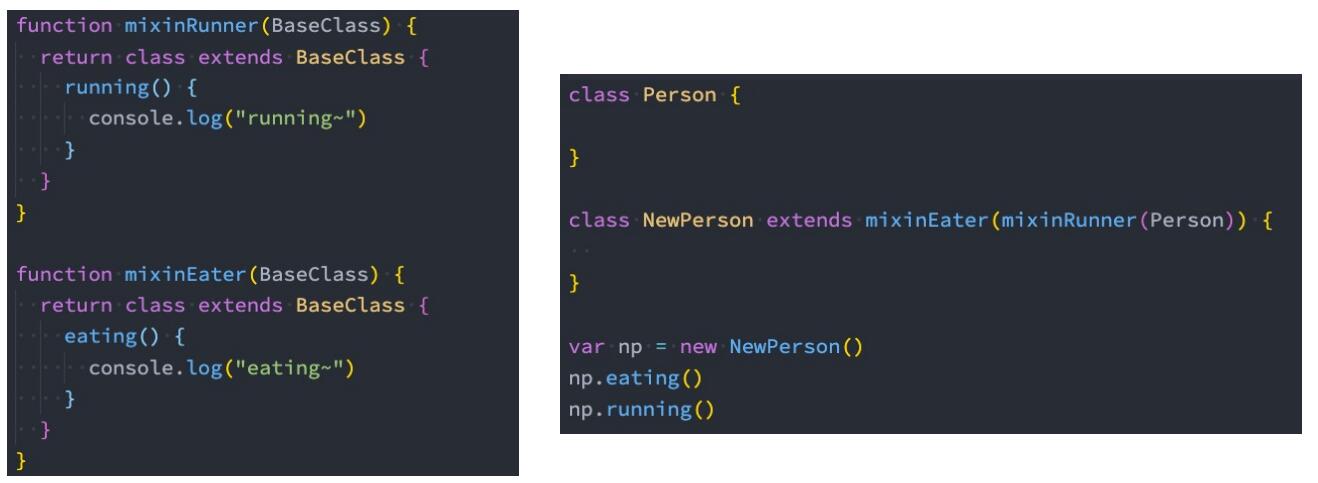 function mixinRunner(BaseClass) {
  return class extends BaseClass {
    running() {
      console.log("running~")
    }
  }
}
function mixinEater(BaseClass) {
  return class extends BaseClass {
    eating() {
      console.log("eating~")
    }
  }
}
class Person {
}
class NewPerson extends mixinEater(mixinRunner(Person)) {
}
var np = new NewPerson()
np.eating()
np.running()